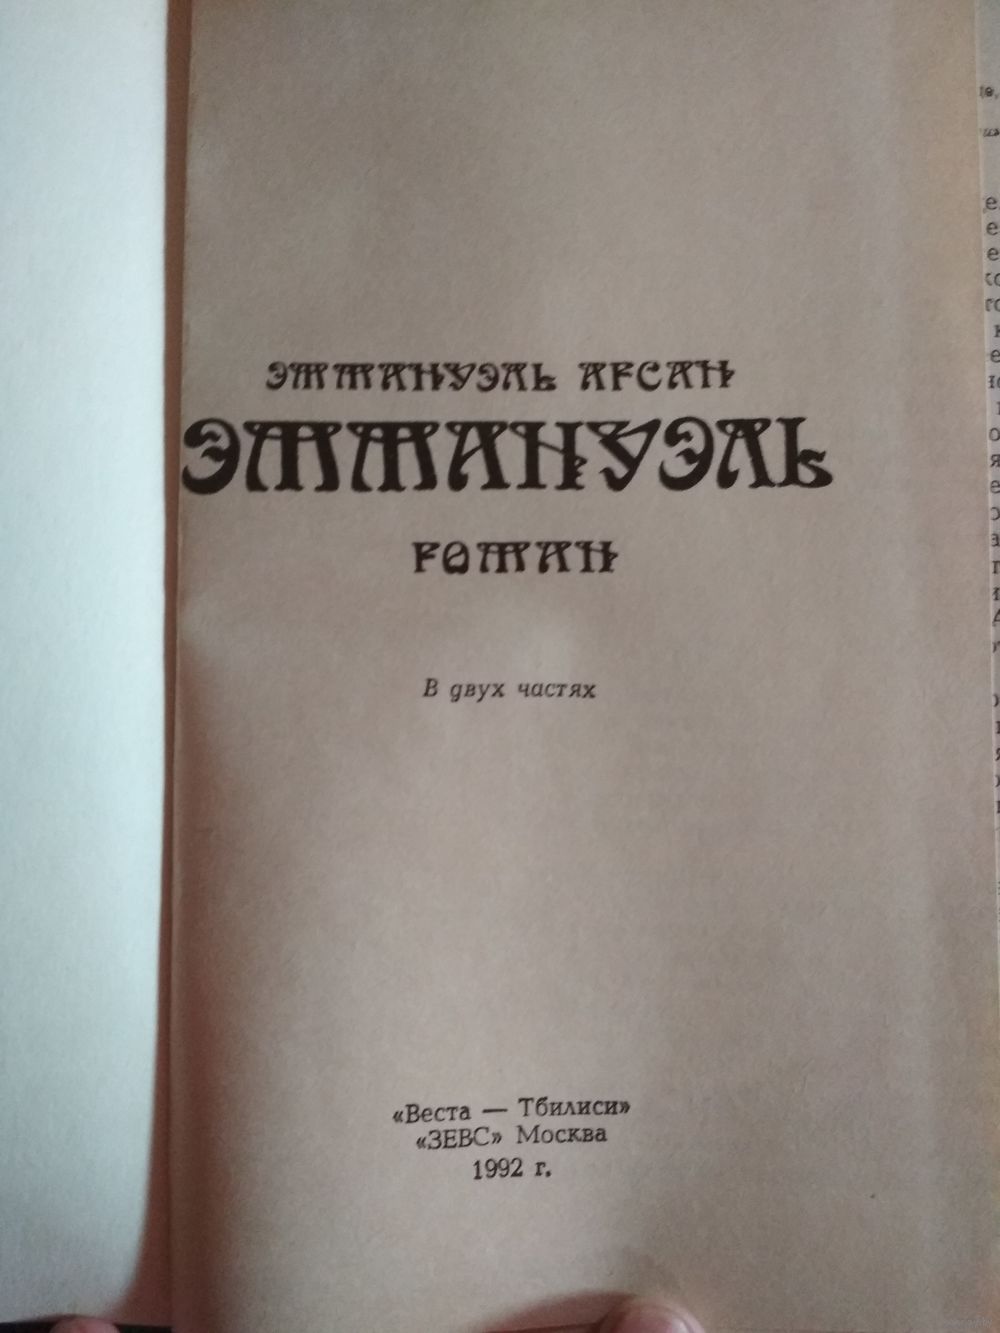 ЭММАНУЭЛЬ АРСАН
ЭММАНУЭЛЬ
РОМАН
В двух частях
«Веста — Тбилиси»
«ЗЕВС» Москва
1992 г.